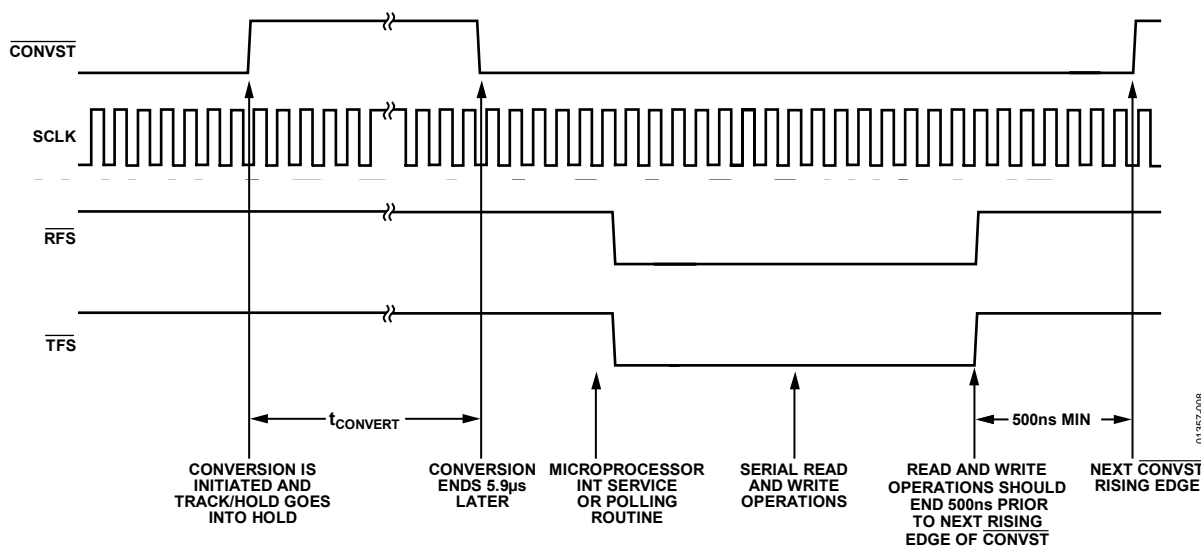 CONVST
SCLK
RFS
TFS
tCONVERT
500ns MIN
01357-008
CONVERSION IS
INITIATED AND
TRACK/HOLD GOES
INTO HOLD
CONVERSION
ENDS 5.9µs
LATER
MICROPROCESSOR
INT SERVICE
OR POLLING
ROUTINE
SERIAL READ
AND WRITE
OPERATIONS
READ AND WRITE
OPERATIONS SHOULD
END 500ns PRIOR
TO NEXT RISING
EDGE OF CONVST
NEXT CONVST
RISING EDGE